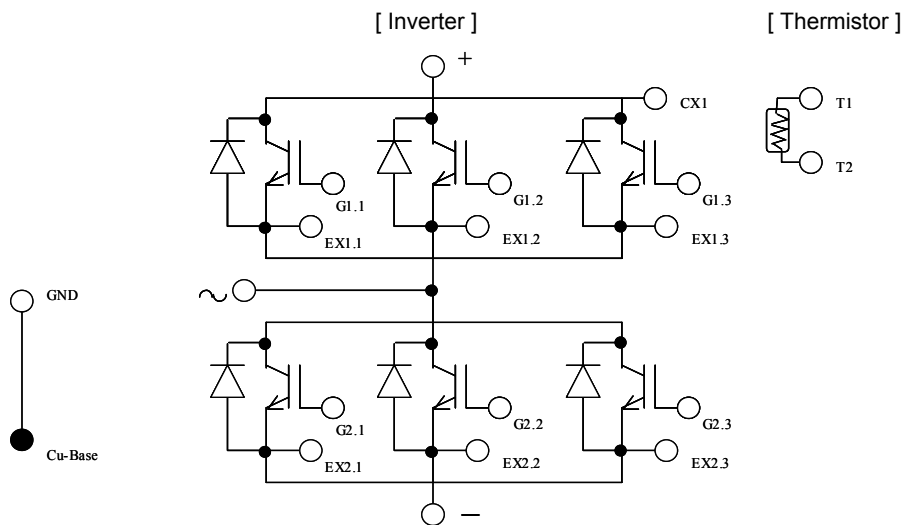 [ Inverter ]
[ Thermistor ]
+
CX1
T1
T2
G1.1
G1.2
G1.3
EX1.1
EX1.2
EX1.3
GND
~
G2.1
G2.2
G2.3
Cu-Base
EX2.1
EX2.2
EX2.3
—